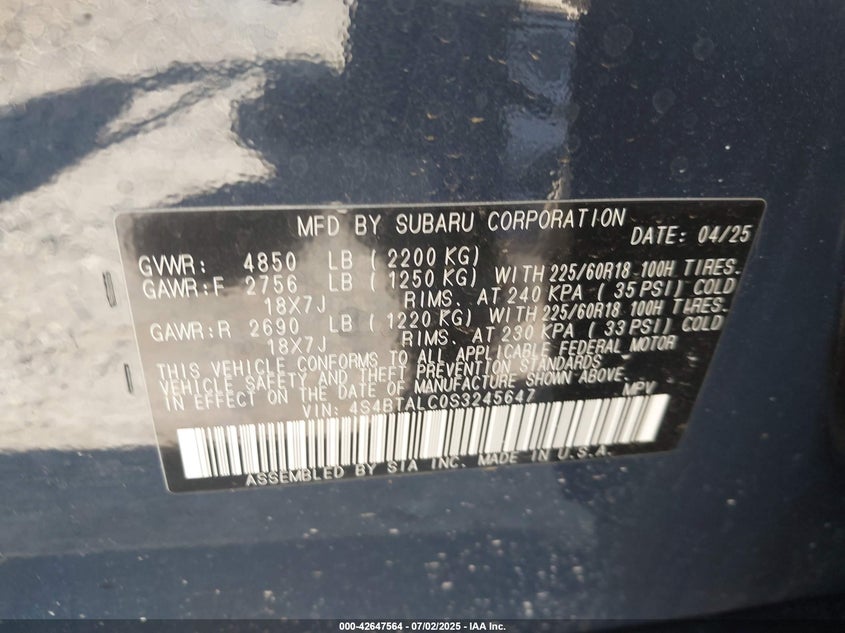 MFD BY SUBARU CORPORATION DATE: 04/25
GVWR: 4850 LB ( 2200 KG)
GAWR:F 2756 LB ( 1250 KG) WITH 225/60R18 100H TIRES.
18X7J RIMS. AT 240 KPA ( 35 PSI) COLD
GAWR:R 2690 LB ( 1220 KG) WITH 225/60R18 100H TIRES.
18X7J RIMS. AT 230 KPA ( 33 PSI) COLD
THIS VEHICLE CONFORMS TO ALL APPLICABLE FEDERAL MOTOR
VEHICLE SAFETY AND THEFT PREVENTION STANDARDS
IN EFFECT ON THE DATE OF MANUFACTURE SHOWN ABOVE.
VIN: 4S4BTALC0S3245647 MPV
ASSEMBLED BY SIA INC. MADE IN U.S.A.
000-42647564 / 07/02/2025 - IAA Inc.